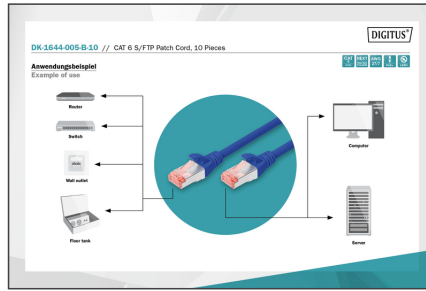 DIGITUS®
DK-1644-005-B-10 // CAT 6 S/FTP Patch Cord, 10 Pieces
Anwendungsbeispiel
Example of use
Router
Switch
Wall outlet
Floor tank
Computer
Server